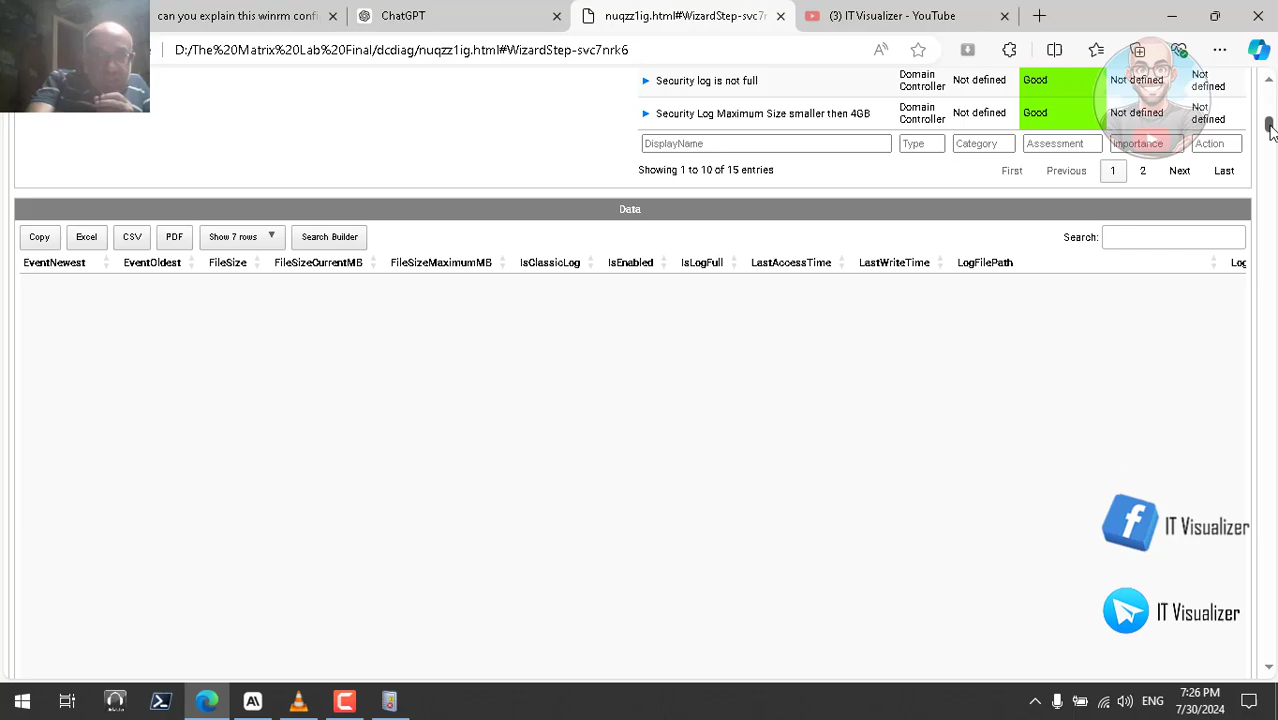 can you explain this winrm confi
ChatGPT
nuqzz1ig.html#WizardStep-svc7r
(3) IT Visualizer - YouTube
D:/The%20Matrix%20Lab%20Final/dcdiag/nuqzz1ig.html#WizardStep-svc7nrk6
Security log is not full Domain Controller Not defined Good Not defined Not defined
Security Log Maximum Size smaller then 4GB Domain Controller Not defined Good Not defined Not defined
DisplayName Type Category Assessment Importance Action
Showing 1 to 10 of 15 entries First Previous 1 2 Next Last
Data
Copy Excel CSV PDF Show 7 rows Search Builder Search:
EventNewest EventOldest FileSize FileSizeCurrentMB FileSizeMaximumMB IsClassicLog IsEnabled IsLogFull LastAccessTime LastWriteTime LogFilePath Log
IT Visualizer
IT Visualizer
ENG
7:26 PM
7/30/2024